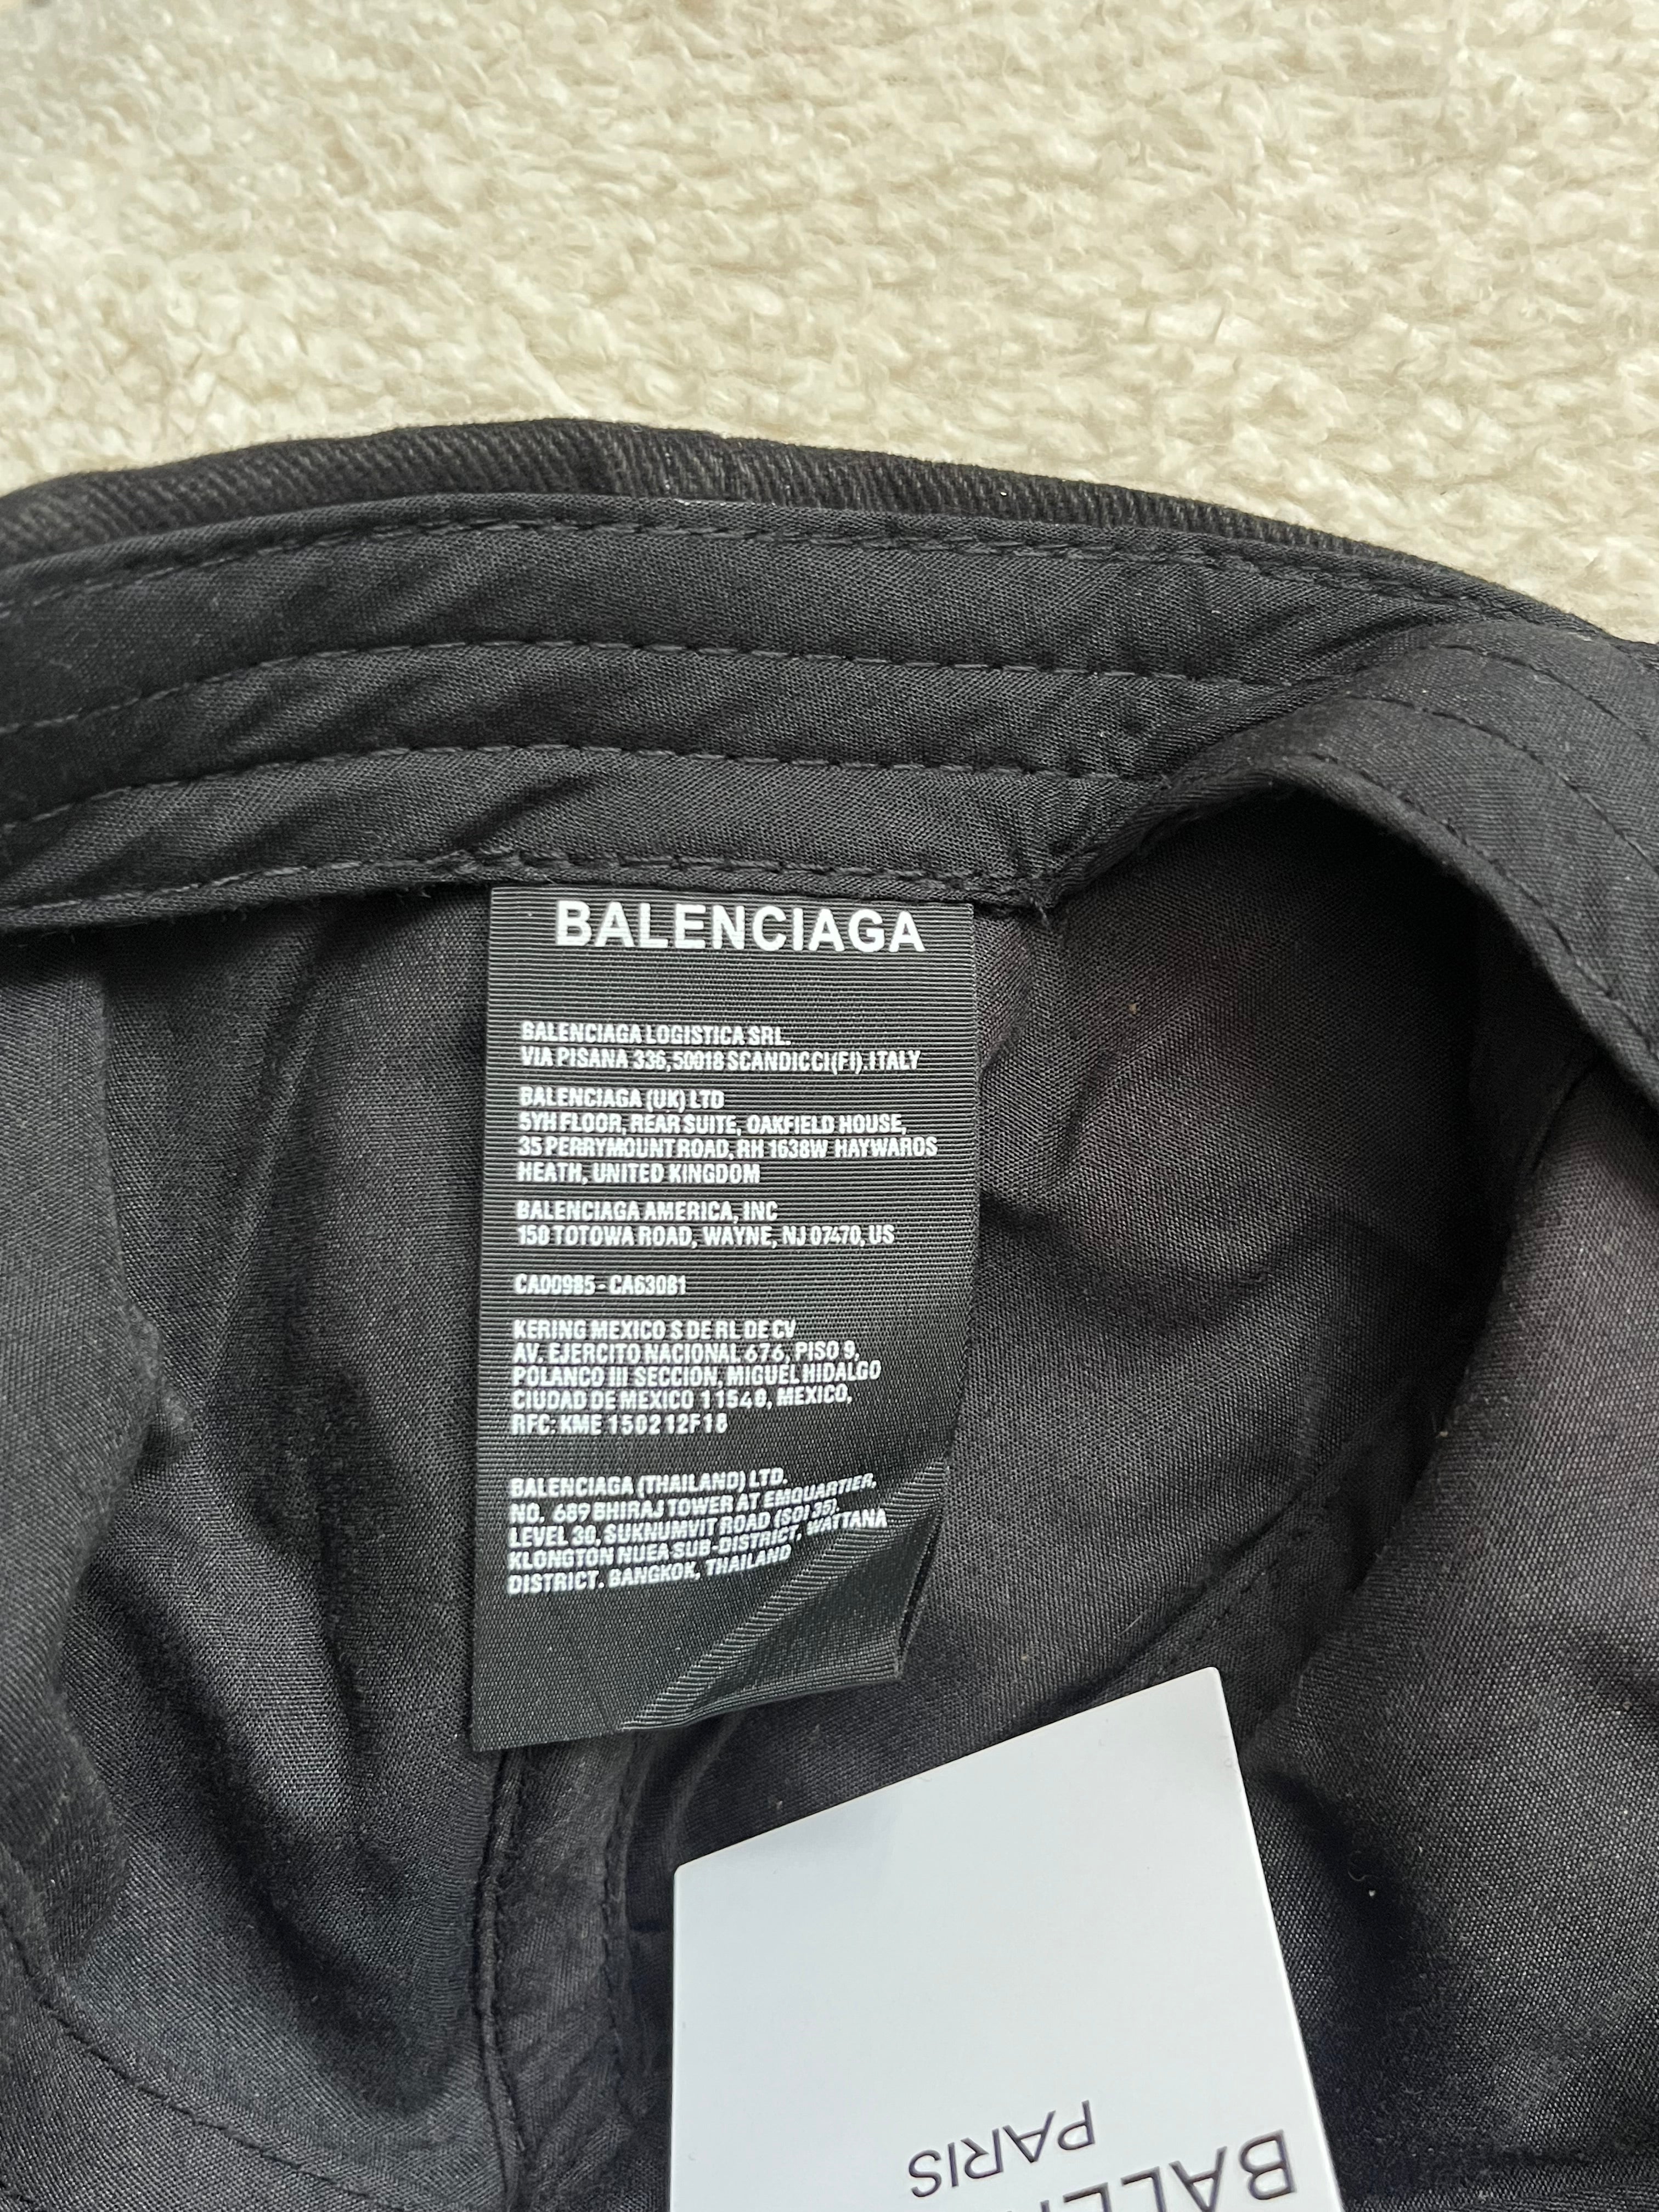 BALENCIAGA
BALENCIAGA LOGISTICA SRL.
VIA PISANA 336,50018 SCANDICCI(FI).ITALY
BALENCIAGA (UK) LTD
5YH FLOOR, REAR SUITE, OAKFIELD HOUSE,
35 PERRYMOUNT ROAD, RH 1638W HAYWARDS
HEATH, UNITED KINGDOM
BALENCIAGA AMERICA, INC
150 TOTOWA ROAD, WAYNE, NJ 07470, US
CA00985 - CA63081
KERING MEXICO S DE RL DE CV
AV. EJERCITO NACIONAL 676, PISO 9,
POLANCO III SECCION, MIGUEL HIDALGO
CIUDAD DE MEXICO 11540, MEXICO,
RFC: KME 150212F18
BALENCIAGA (THAILAND) LTD.
NO. 689 BHIRAJ TOWER AT EMQUARTIER,
LEVEL 30, SUKNUMVIT ROAD (SOI 35).
KLONGTON NUEA SUB-DISTRICT, WATTANA
DISTRICT. BANGKOK, THAILAND
PARIS